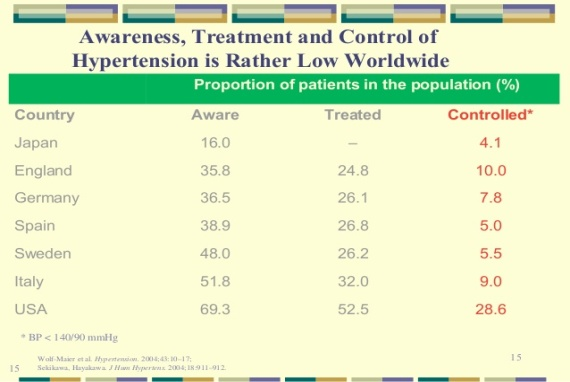 Awareness, Treatment and Control of
Hypertension is Rather Low Worldwide
Proportion of patients in the population (%)
Country Aware Treated Controlled*
Japan 16.0 – 4.1
England 35.8 24.8 10.0
Germany 36.5 26.1 7.8
Spain 38.9 26.8 5.0
Sweden 48.0 26.2 5.5
Italy 51.8 32.0 9.0
USA 69.3 52.5 28.6
* BP < 140/90 mmHg
Wolf-Maier et al. Hypertension. 2004;43:10–17;
Sekikawa, Hayakawa. J Hum Hypertens. 2004;18:911–912.
15
15